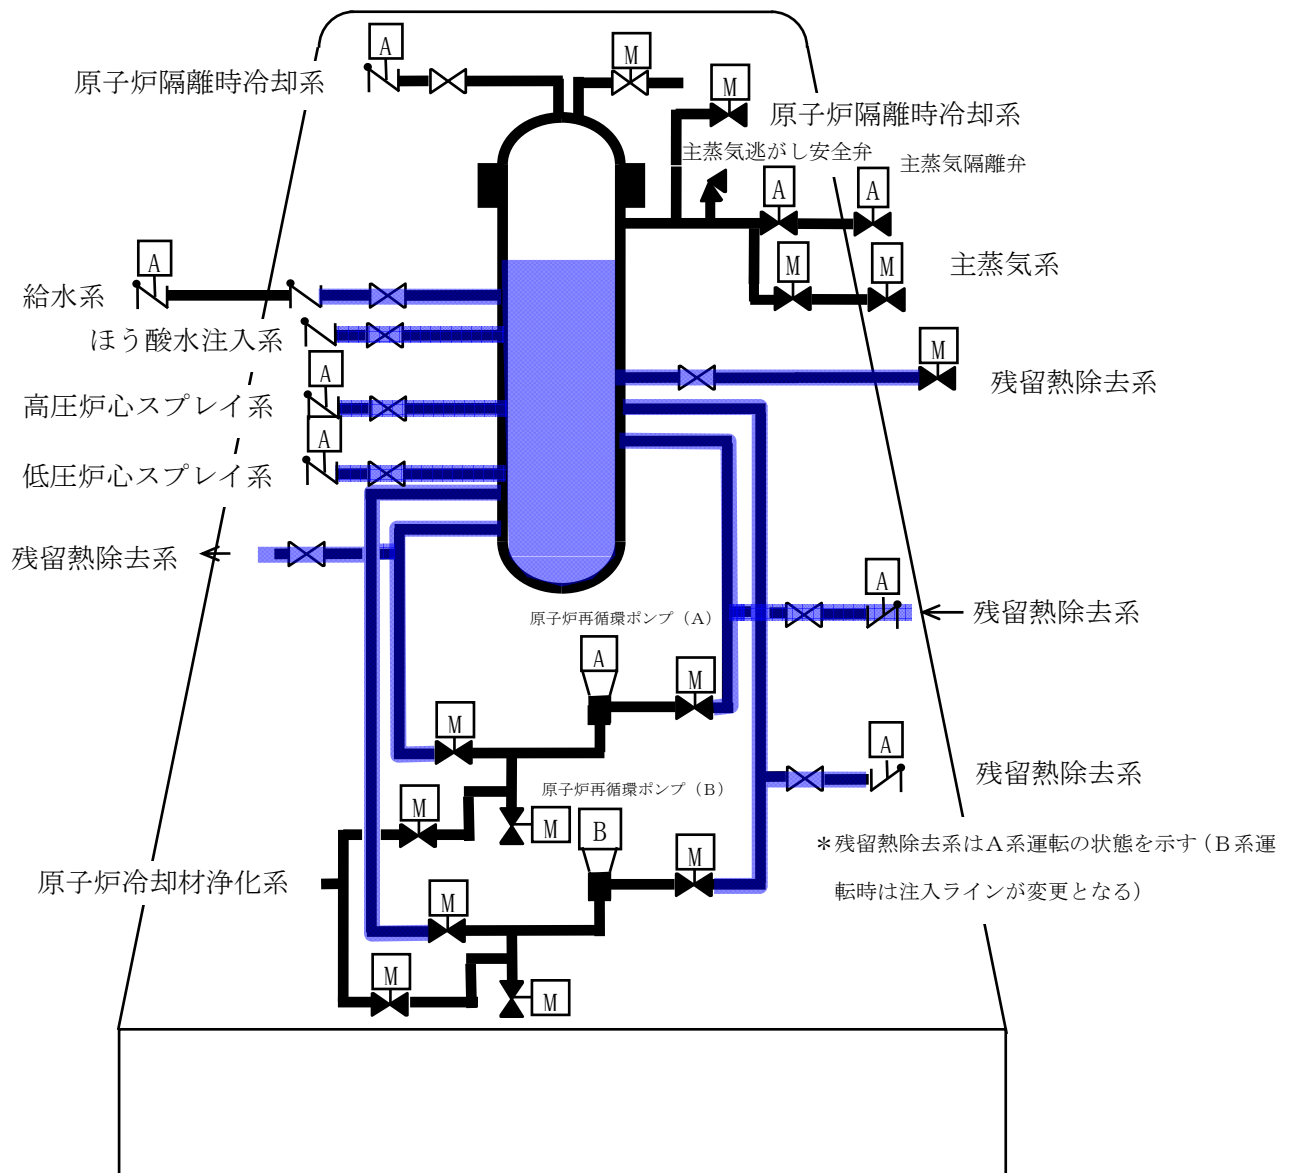 A
M
原子炉隔離時冷却系
M
原子炉隔離時冷却系
主蒸気逃がし安全弁
主蒸気隔離弁
A
A
A
M
M
主蒸気系
給水系
ほう酸水注入系
M
A
残留熱除去系
高圧炉心スプレイ系
A
低圧炉心スプレイ系
残留熱除去系
A
原子炉再循環ポンプ（A）
残留熱除去系
A
M
M
A
残留熱除去系
原子炉再循環ポンプ（B）
M
M
B
M
＊残留熱除去系はA系運転の状態を示す（B系運
転時は注入ラインが変更となる）
原子炉冷却材浄化系
M
M
M